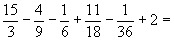 15/3 − 4/9 − 1/6 + 11/18 − 1/36 + 2 =